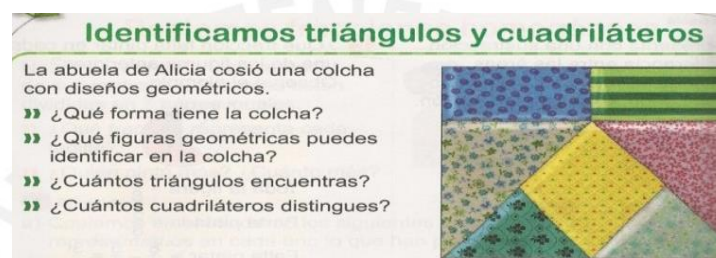 Identificamos triángulos y cuadriláteros
La abuela de Alicia cosió una colcha
con diseños geométricos.
¿Qué forma tiene la colcha?
¿Qué figuras geométricas puedes
identificar en la colcha?
¿Cuántos triángulos encuentras?
¿Cuántos cuadriláteros distingues?